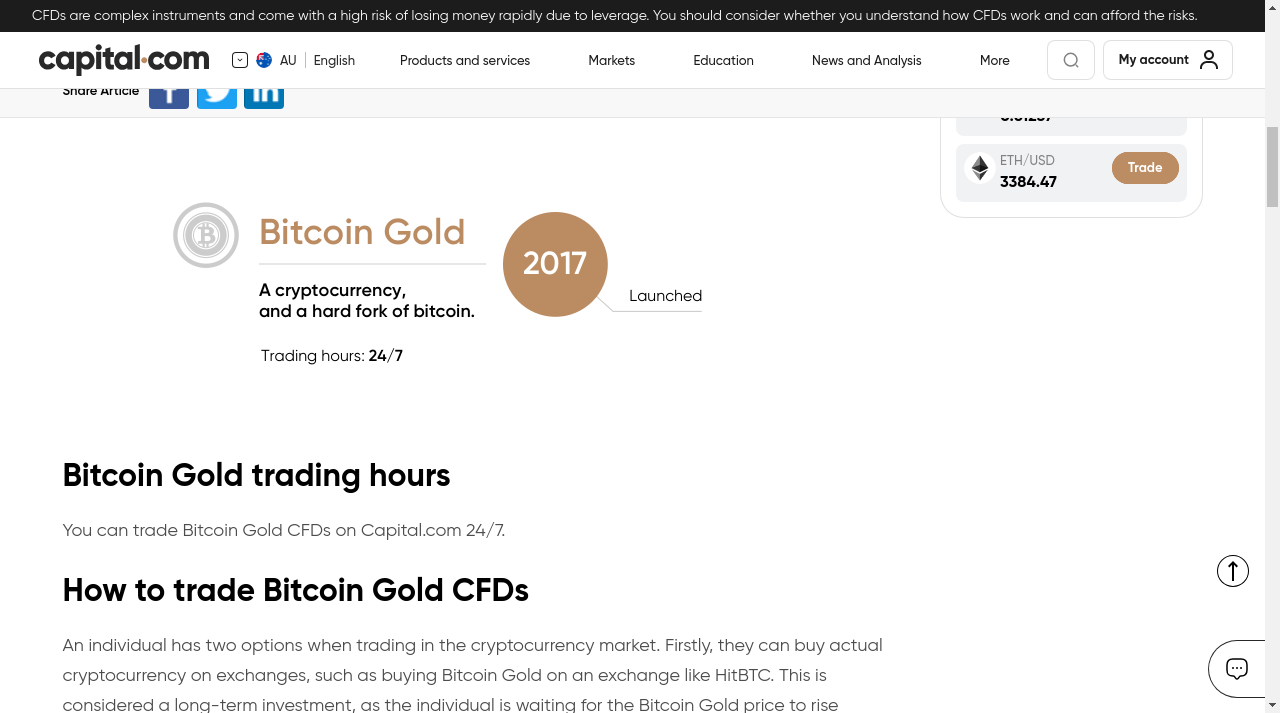 CFDs are complex instruments and come with a high risk of losing money rapidly due to leverage. You should consider whether you understand how CFDs work and can afford the risks.
capital.com
AU English Products and services Markets Education News and Analysis More My account
Share Article
ETH/USD
3384.47
Trade
Bitcoin Gold
2017
A cryptocurrency,
and a hard fork of bitcoin.
Launched
Trading hours: 24/7
Bitcoin Gold trading hours
You can trade Bitcoin Gold CFDs on Capital.com 24/7.
How to trade Bitcoin Gold CFDs
An individual has two options when trading in the cryptocurrency market. Firstly, they can buy actual
cryptocurrency on exchanges, such as buying Bitcoin Gold on an exchange like HitBTC. This is
considered a long-term investment, as the individual is waiting for the Bitcoin Gold price to rise